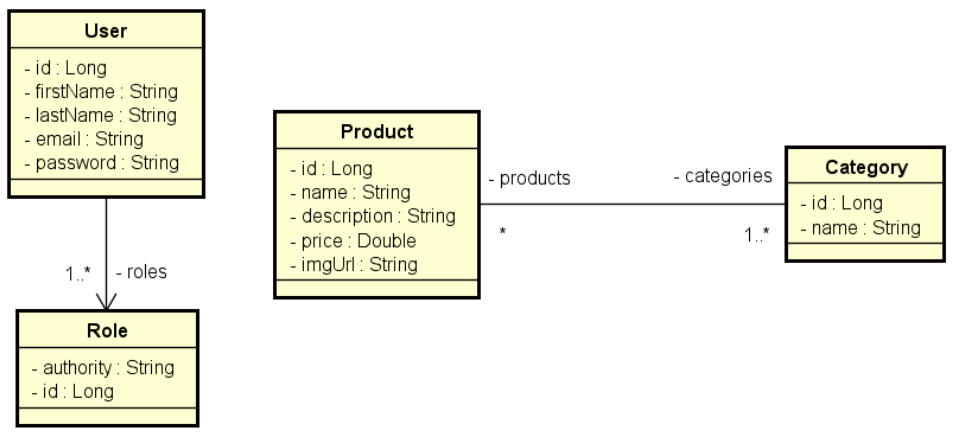 User
- id : Long
- firstName : String
- lastName : String
- email : String
- password : String
1..* - roles
Role
- authority : String
- id : Long
Product
- id : Long
- name : String
- description : String
- price : Double
- imgUrl : String
- products - categories
* 1..*
Category
- id : Long
- name : String